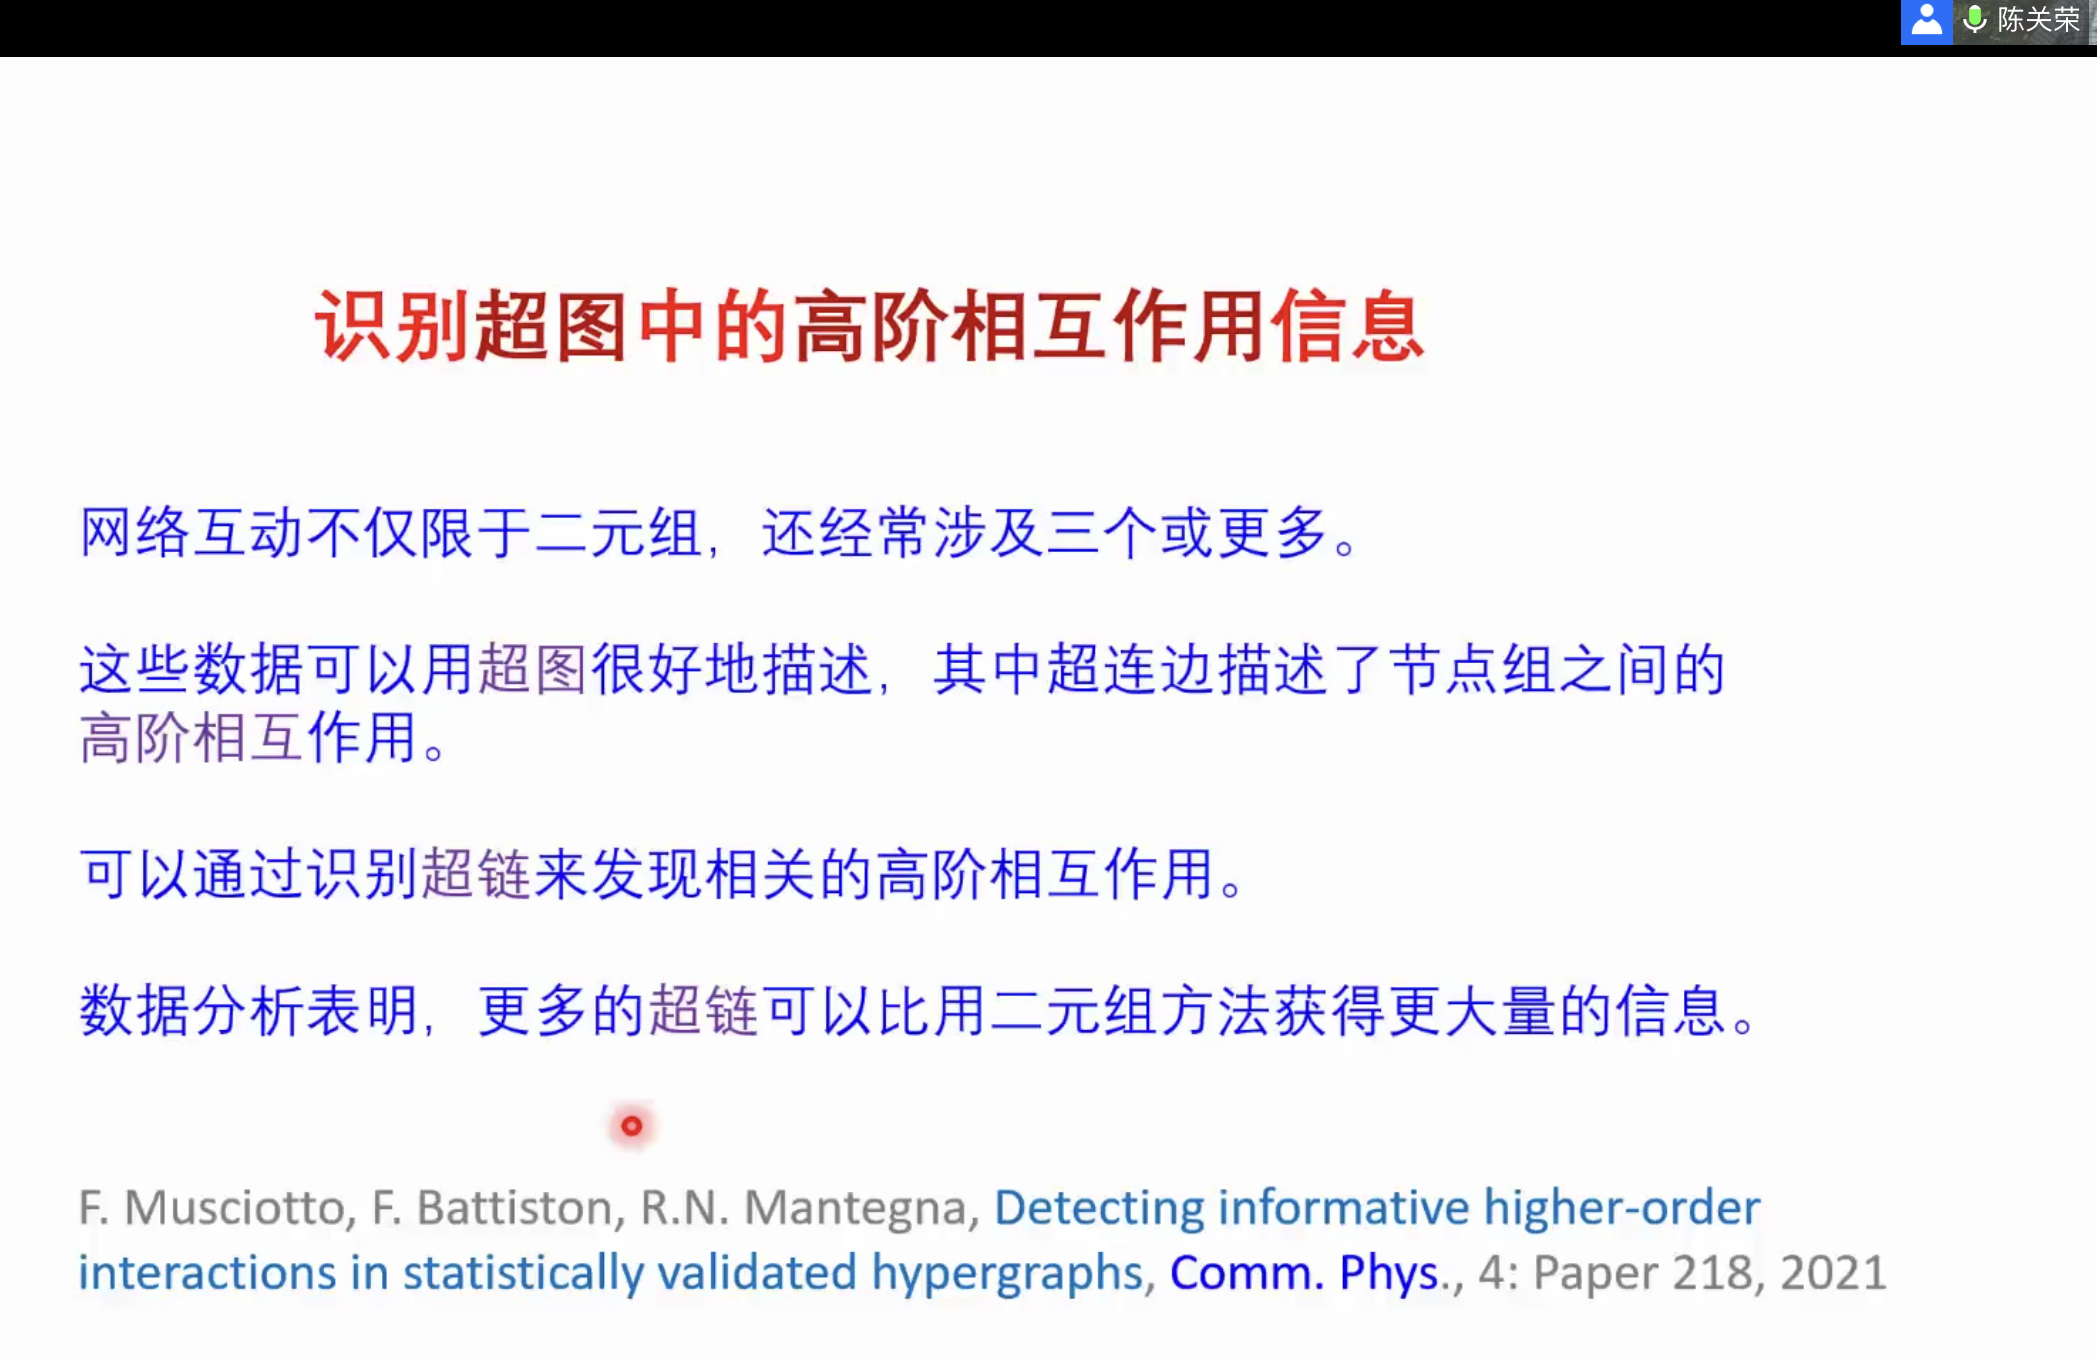 陈关荣
识别超图中的高阶相互作用信息
网络互动不仅限于二元组，还经常涉及三个或更多。
这些数据可以用超图很好地描述，其中超连边描述了节点组之间的
高阶相互作用。
可以通过识别超链来发现相关的高阶相互作用。
数据分析表明，更多的超链可以比用二元组方法获得更大量的信息。
F. Musciotto, F. Battiston, R.N. Mantegna, Detecting informative higher-order
interactions in statistically validated hypergraphs, Comm. Phys., 4: Paper 218, 2021